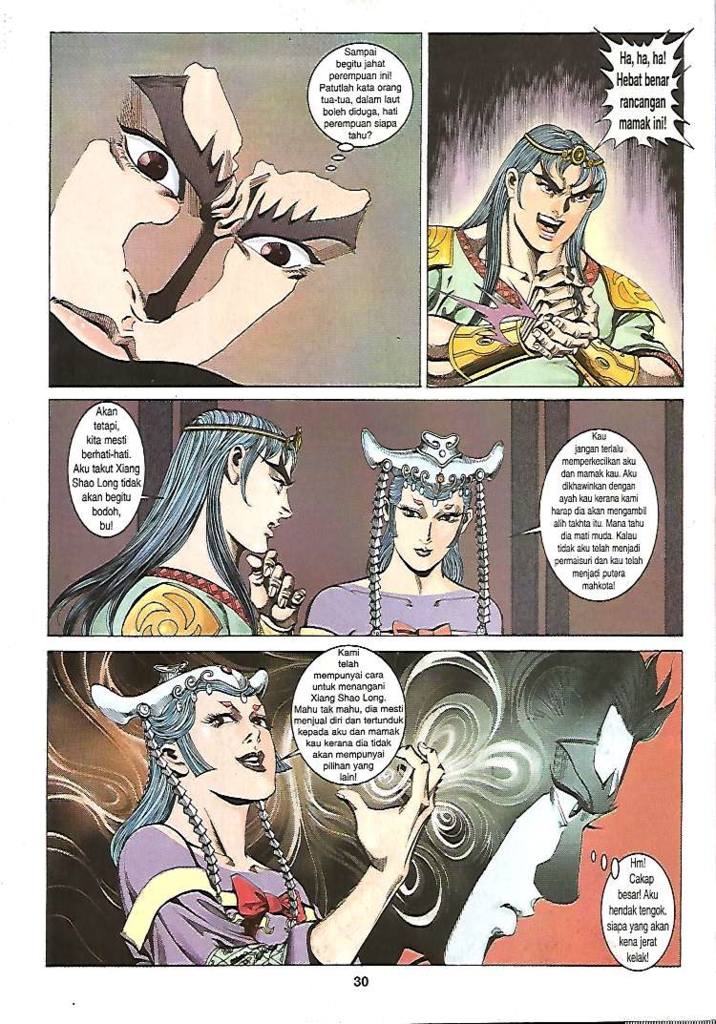 Sampai
begitu jahat
perempuan ini!
Patutlah kata orang
tua-tua, dalam laut
boleh diduga, hati
perempuan siapa
tahu?
Ha, ha, ha!
Hebat benar
rancangan
mamak ini!
Akan
tetapi,
kita mesti
berhati-hati.
Aku takut Xiang
Shao Long tidak
akan begitu
bodoh,
bu!
Kau
jangan terlalu
memperkecilkan aku
dan mamak kau. Aku
dikhawinkan dengan
ayah kau kerana kami
harap dia akan mengambil
alih takhta itu. Mana tahu
dia mati muda. Kalau
tidak aku telah menjadi
permaisuri dan kau telah
menjadi putera
mahkota!
Kami
telah
mempunyai cara
untuk menangani
Xiang Shao Long.
Mahu tak mahu, dia mesti
menjual diri dan tertunduk
kepada aku dan mamak
kau kerana dia tidak
akan mempunyai
pilihan yang
lain!
Hm!
Cakap
besar! Aku
hendak tengok.
siapa yang akan
kena jerat
kelak!
30